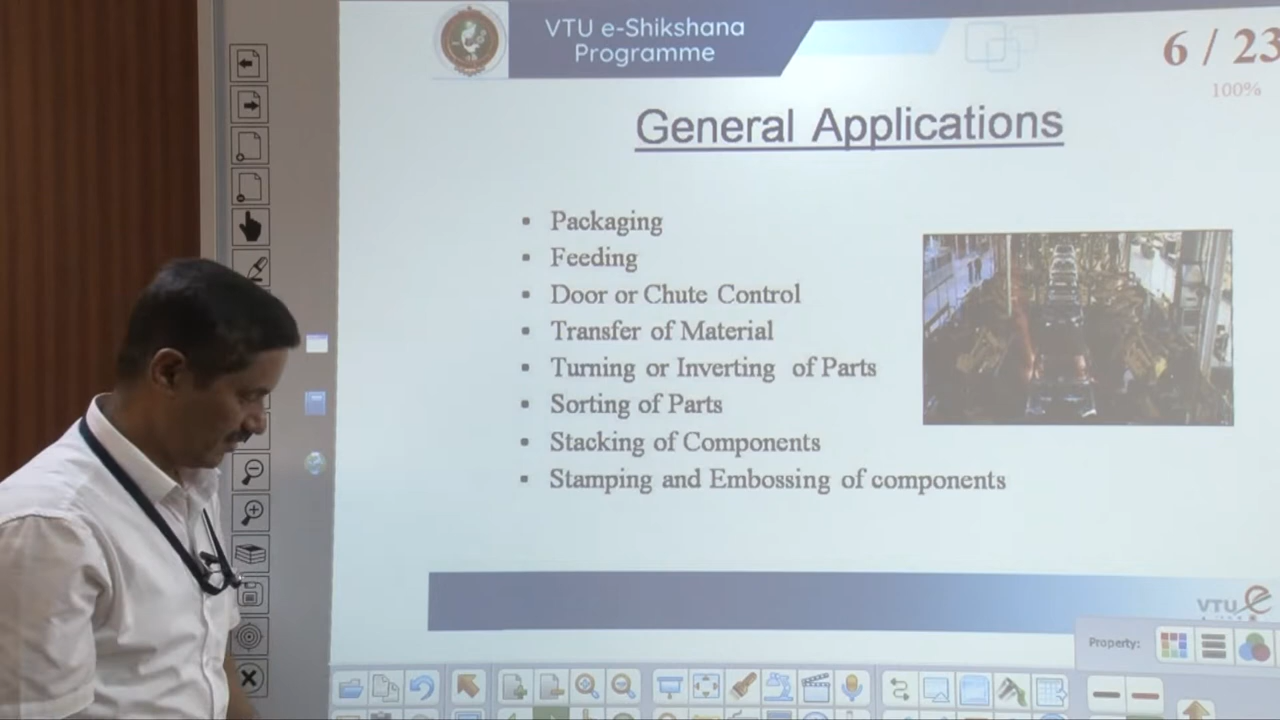 VTU e-Shikshana
Programme
6 / 23
100%
General Applications
▪ Packaging
▪ Feeding
▪ Door or Chute Control
▪ Transfer of Material
▪ Turning or Inverting of Parts
▪ Sorting of Parts
▪ Stacking of Components
▪ Stamping and Embossing of components
VTU e
Property: